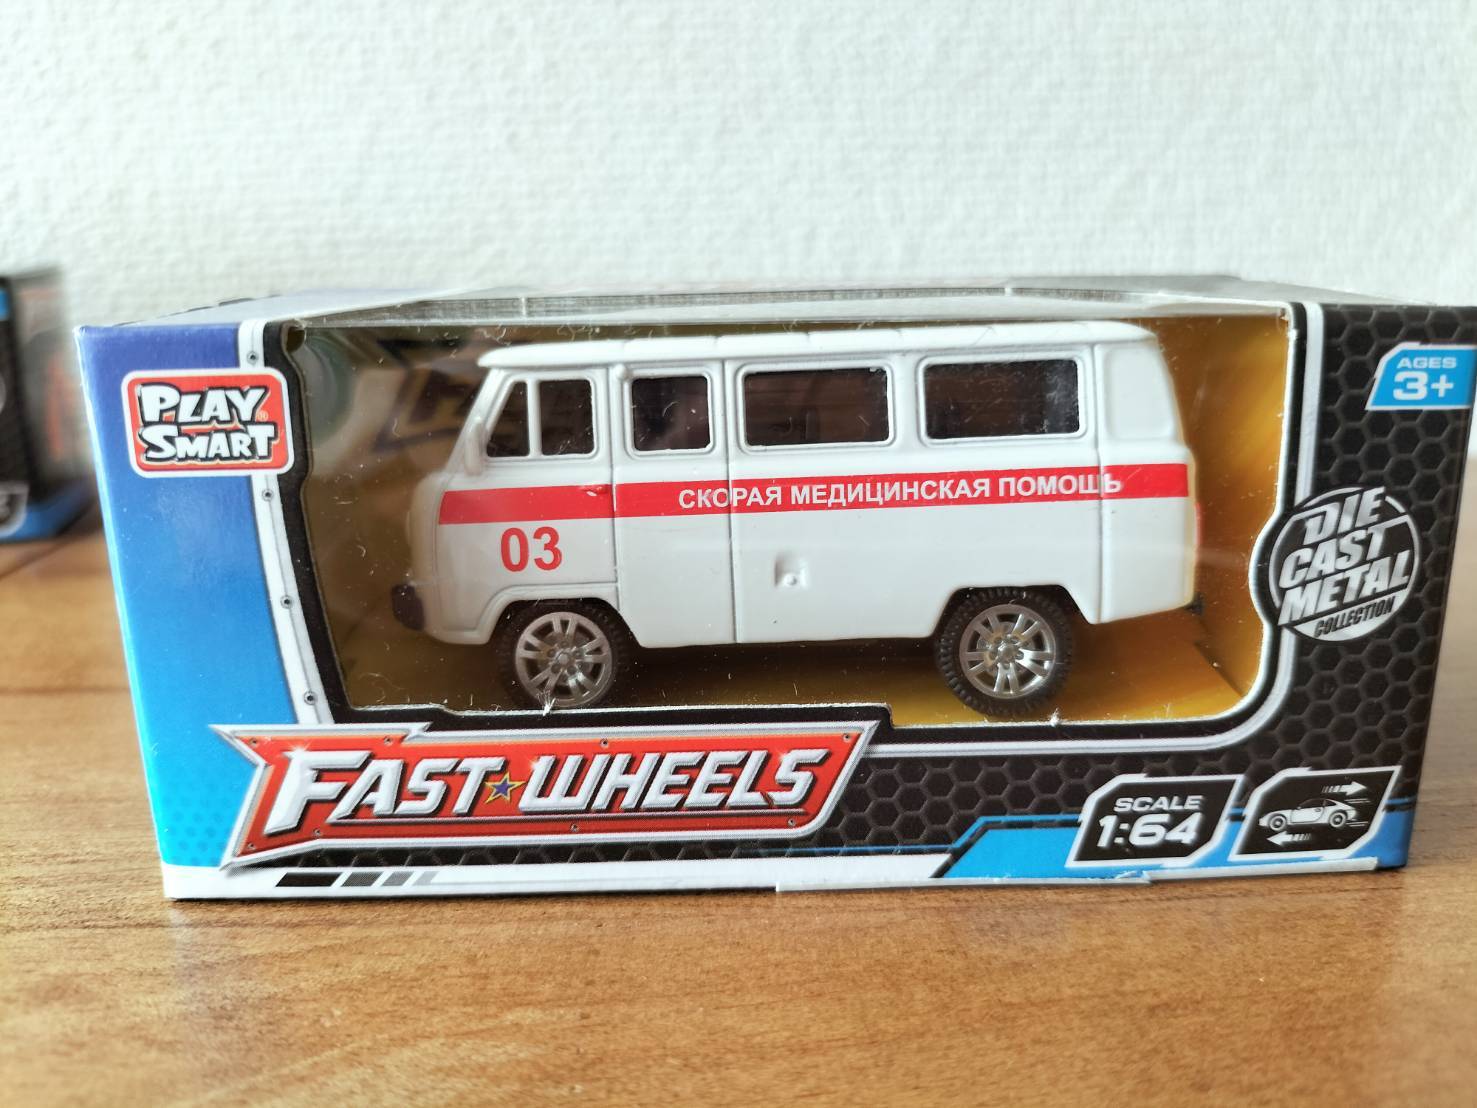 PLAY
SMART®
СКОРАЯ МЕДИЦИНСКАЯ ПОМОЩЬ
03
AGES
3+
DIE
CAST
METAL
COLLECTION
FAST WHEELS
SCALE
1:64